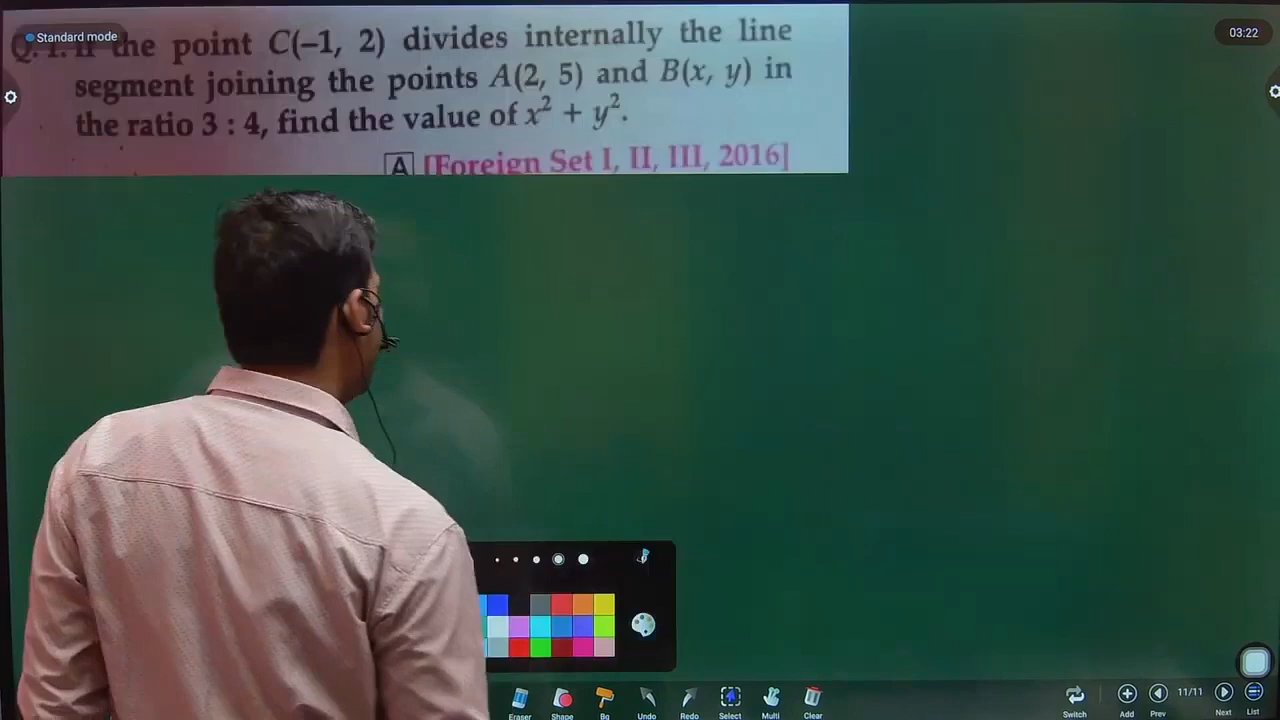 Standard mode
03:22
the point C(–1, 2) divides internally the line
segment joining the points A(2, 5) and B(x, y) in
the ratio 3 : 4, find the value of x² + y².
A [Foreign Set I, II, III, 2016]
Eraser Shape Bg Undo Redo Select Multi Clear
Switch Add Prev 11/11 Next List